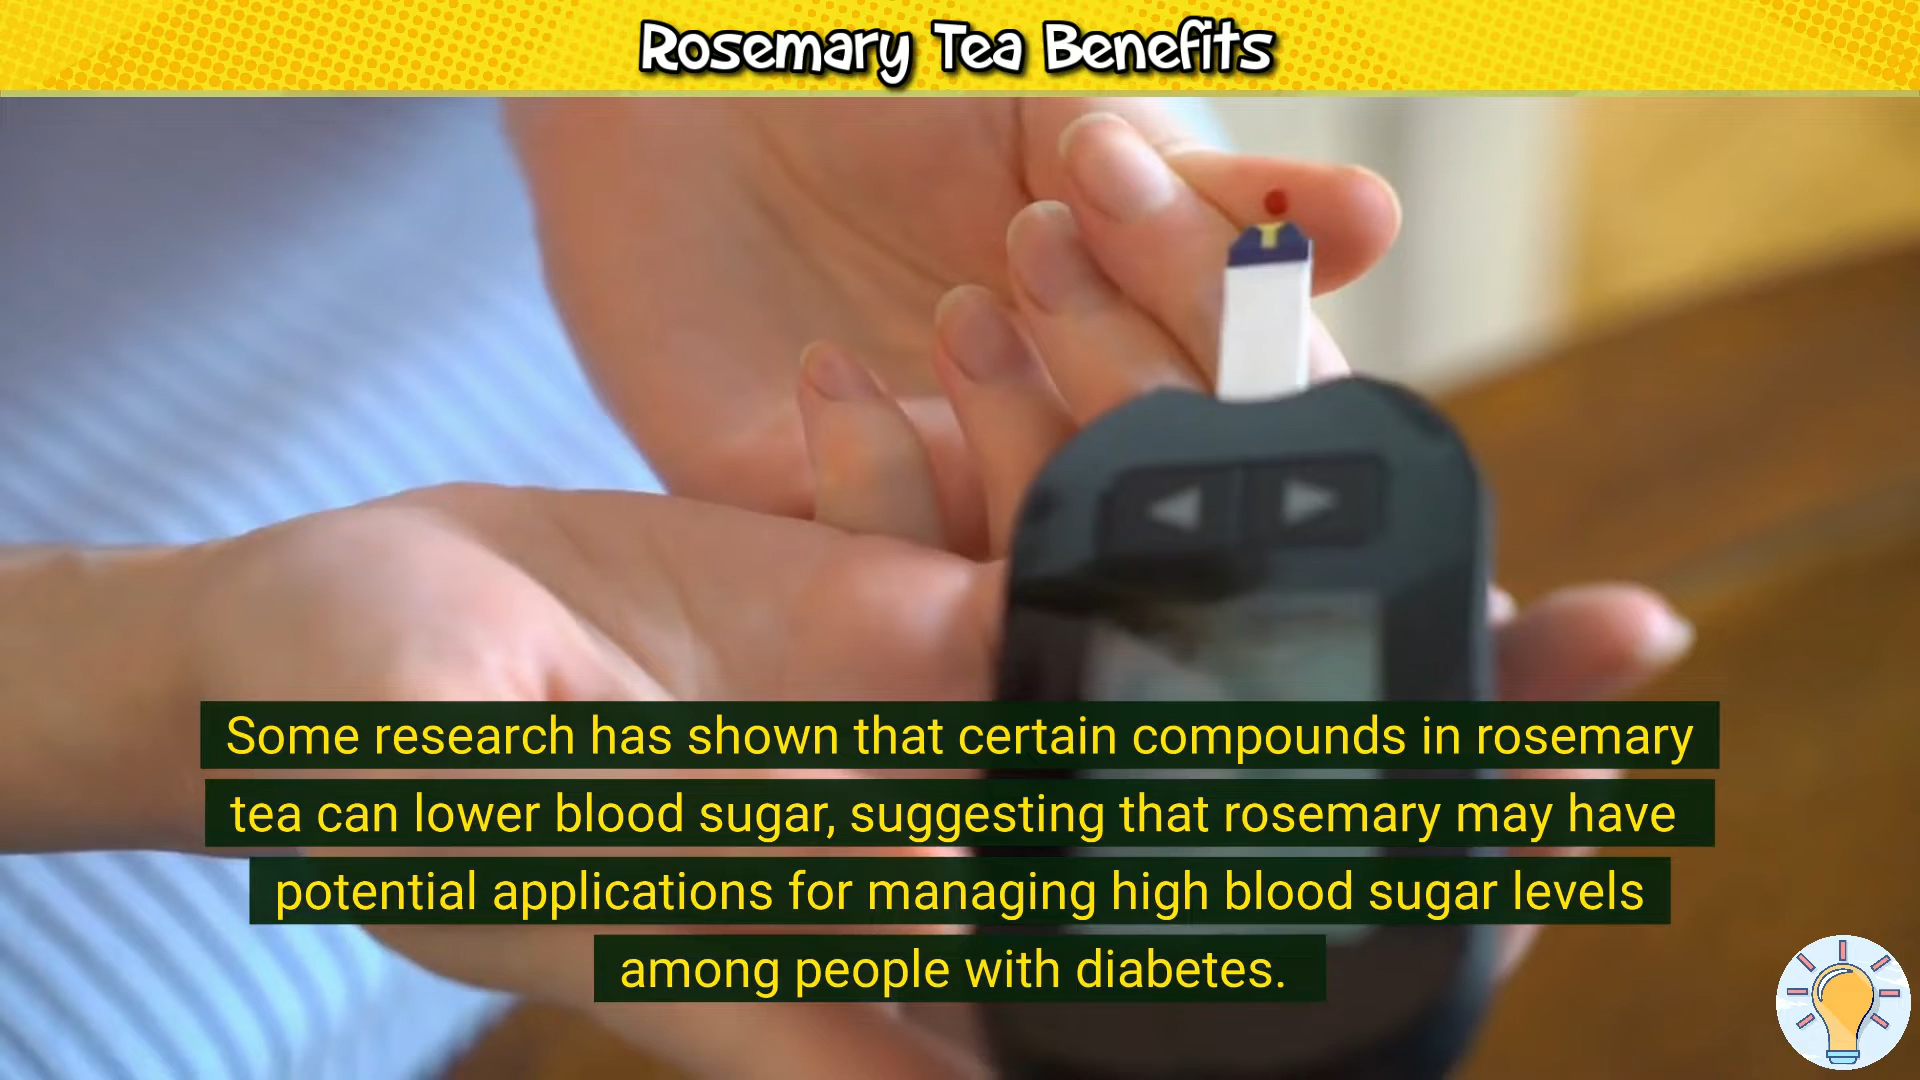 Rosemary Tea Benefits
Some research has shown that certain compounds in rosemary
tea can lower blood sugar, suggesting that rosemary may have
potential applications for managing high blood sugar levels
among people with diabetes.